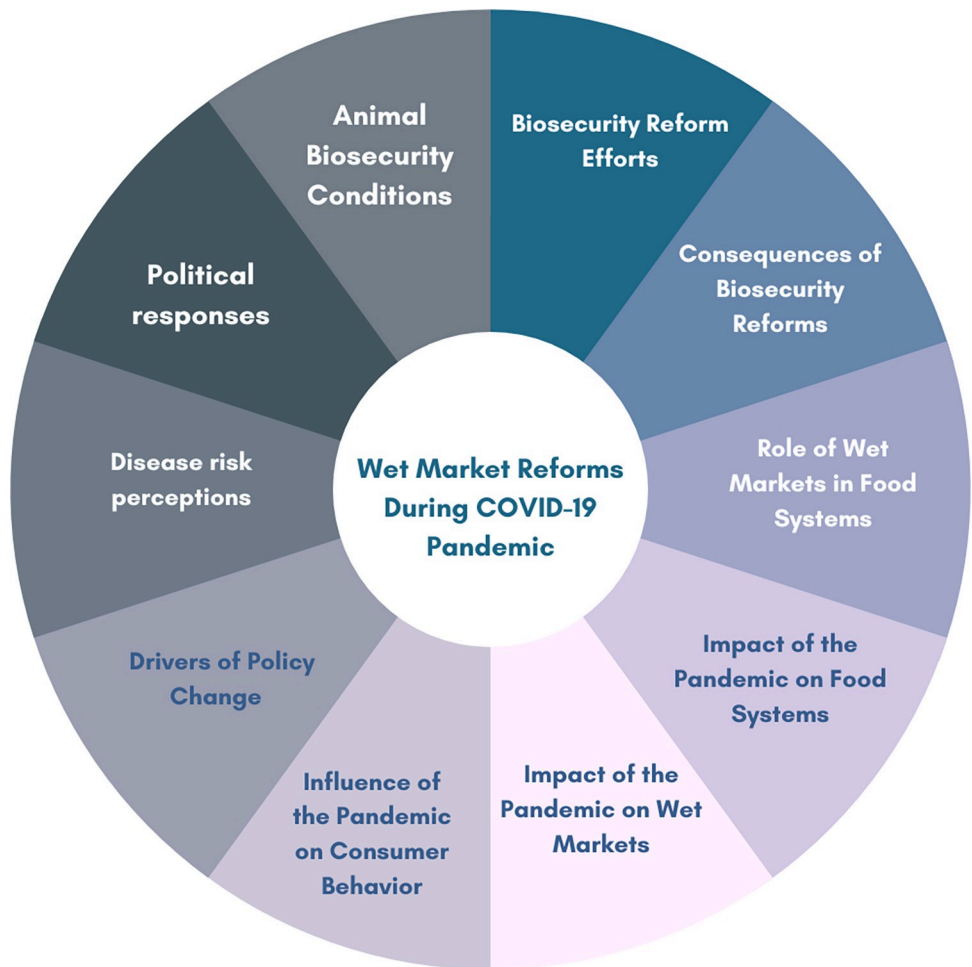 Animal
Biosecurity
Conditions
Biosecurity Reform
Efforts
Consequences of
Biosecurity
Reforms
Political
responses
Role of Wet
Markets in Food
Systems
Disease risk
perceptions
Wet Market Reforms
During COVID-19
Pandemic
Impact of the
Pandemic on Food
Systems
Drivers of Policy
Change
Impact of the
Pandemic on Wet
Markets
Influence of
the Pandemic
on Consumer
Behavior